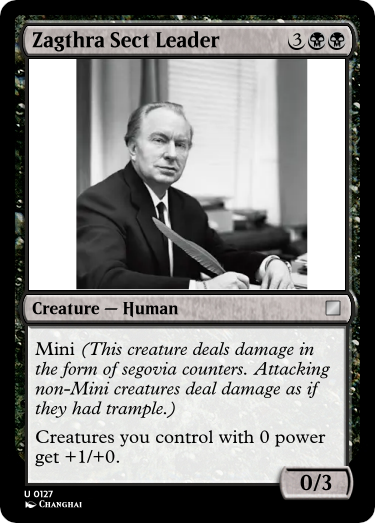 Zagthra Sect Leader 3
Creature — Human
Mini (This creature deals damage in
the form of segovia counters. Attacking
non-Mini creatures deal damage as if
they had trample.)
Creatures you control with 0 power
get +1/+0.
0/3
U 0127
Changhai